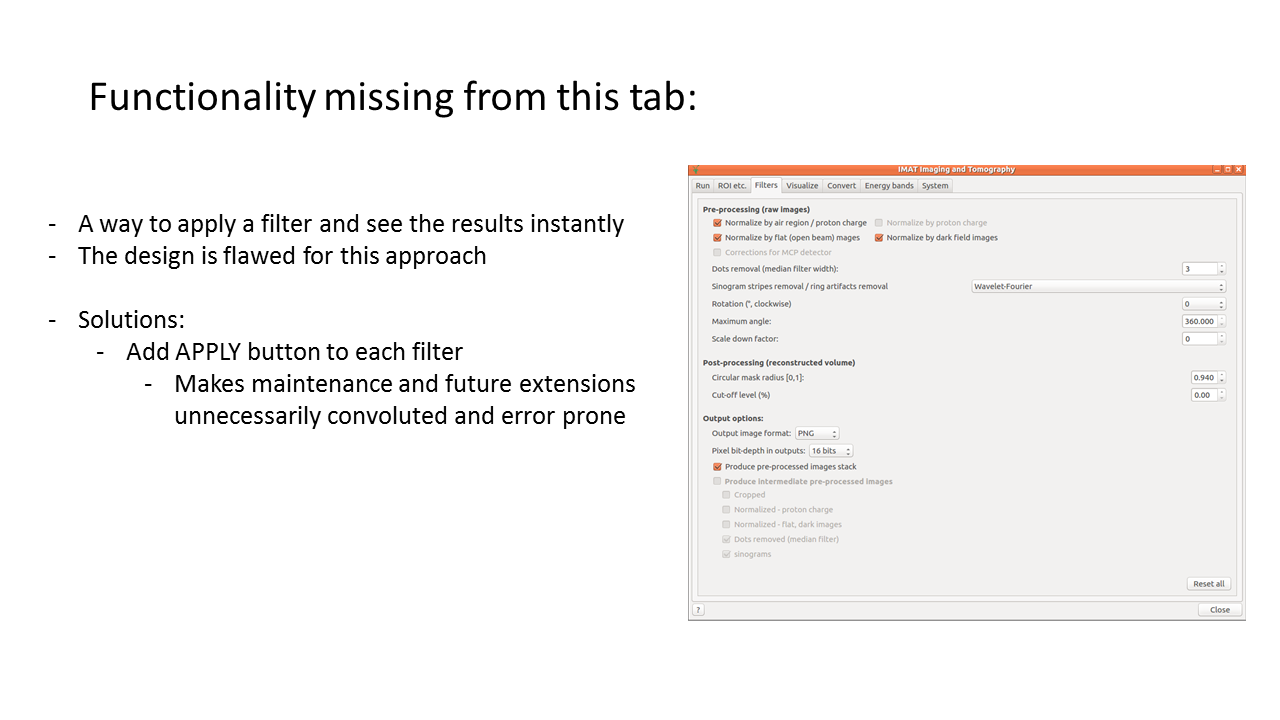 Functionality missing from this tab:
- A way to apply a filter and see the results instantly
- The design is flawed for this approach
- Solutions:
- Add APPLY button to each filter
- Makes maintenance and future extensions
unnecessarily convoluted and error prone
IMAT Imaging and Tomography
Run ROI etc. Filters Visualize Convert Energy bands System
Pre-processing (raw images)
Normalize by air region / proton charge Normalize by proton charge
Normalize by flat (open beam) mages Normalize by dark field images
Corrections for MCP detector
Dots removal (median filter width): 3
Sinogram stripes removal / ring artifacts removal Wavelet-Fourier
Rotation (°, clockwise) 0
Maximum angle: 360.000
Scale down factor: 0
Post-processing (reconstructed volume)
Circular mask radius [0,1]: 0.940
Cut-off level (%) 0.00
Output options:
Output image format: PNG
Pixel bit-depth in outputs: 16 bits
Produce pre-processed images stack
Produce intermediate pre-processed images
Cropped
Normalized - proton charge
Normalized - flat, dark images
Dots removed (median filter)
sinograms
Reset all
? Close